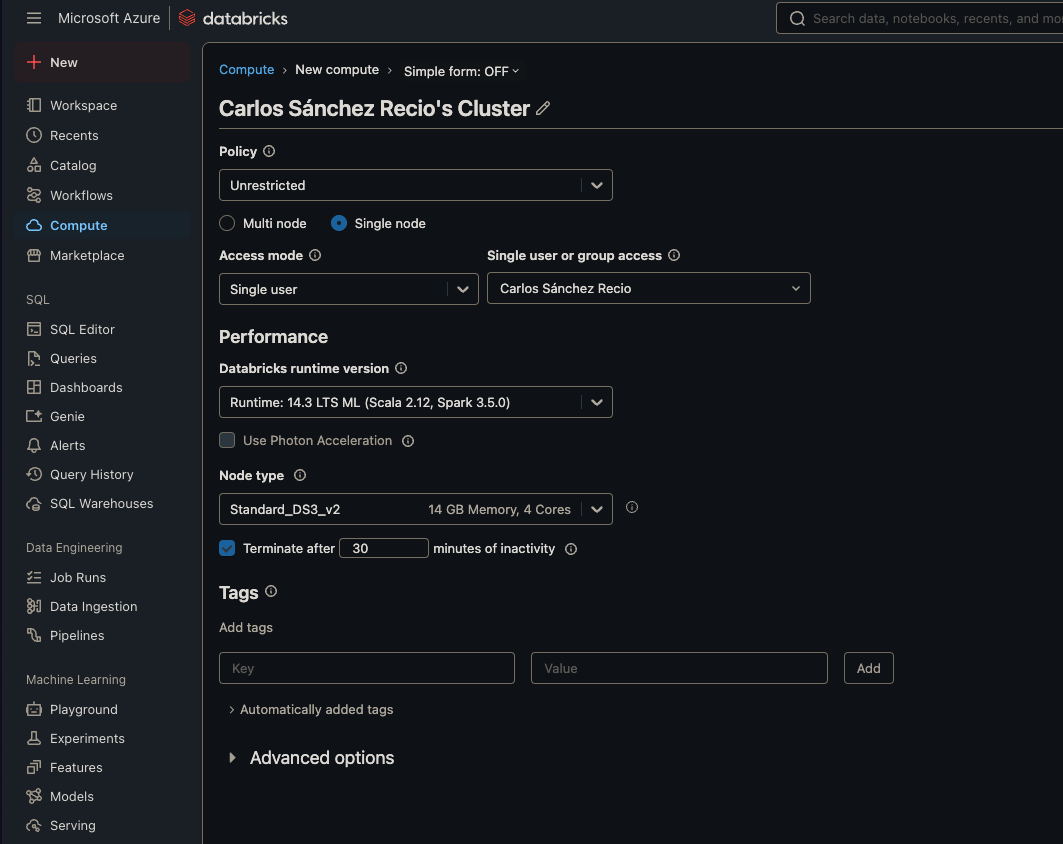 Microsoft Azure databricks
Search data, notebooks, recents, and mo
New
Workspace
Recents
Catalog
Workflows
Compute
Marketplace
SQL
SQL Editor
Queries
Dashboards
Genie
Alerts
Query History
SQL Warehouses
Data Engineering
Job Runs
Data Ingestion
Pipelines
Machine Learning
Playground
Experiments
Features
Models
Serving
Compute › New compute › Simple form: OFF
Carlos Sánchez Recio's Cluster
Policy
Unrestricted
Multi node Single node
Access mode Single user or group access
Single user Carlos Sánchez Recio
Performance
Databricks runtime version
Runtime: 14.3 LTS ML (Scala 2.12, Spark 3.5.0)
Use Photon Acceleration
Node type
Standard_DS3_v2 14 GB Memory, 4 Cores
Terminate after 30 minutes of inactivity
Tags
Add tags
Key Value Add
Automatically added tags
Advanced options